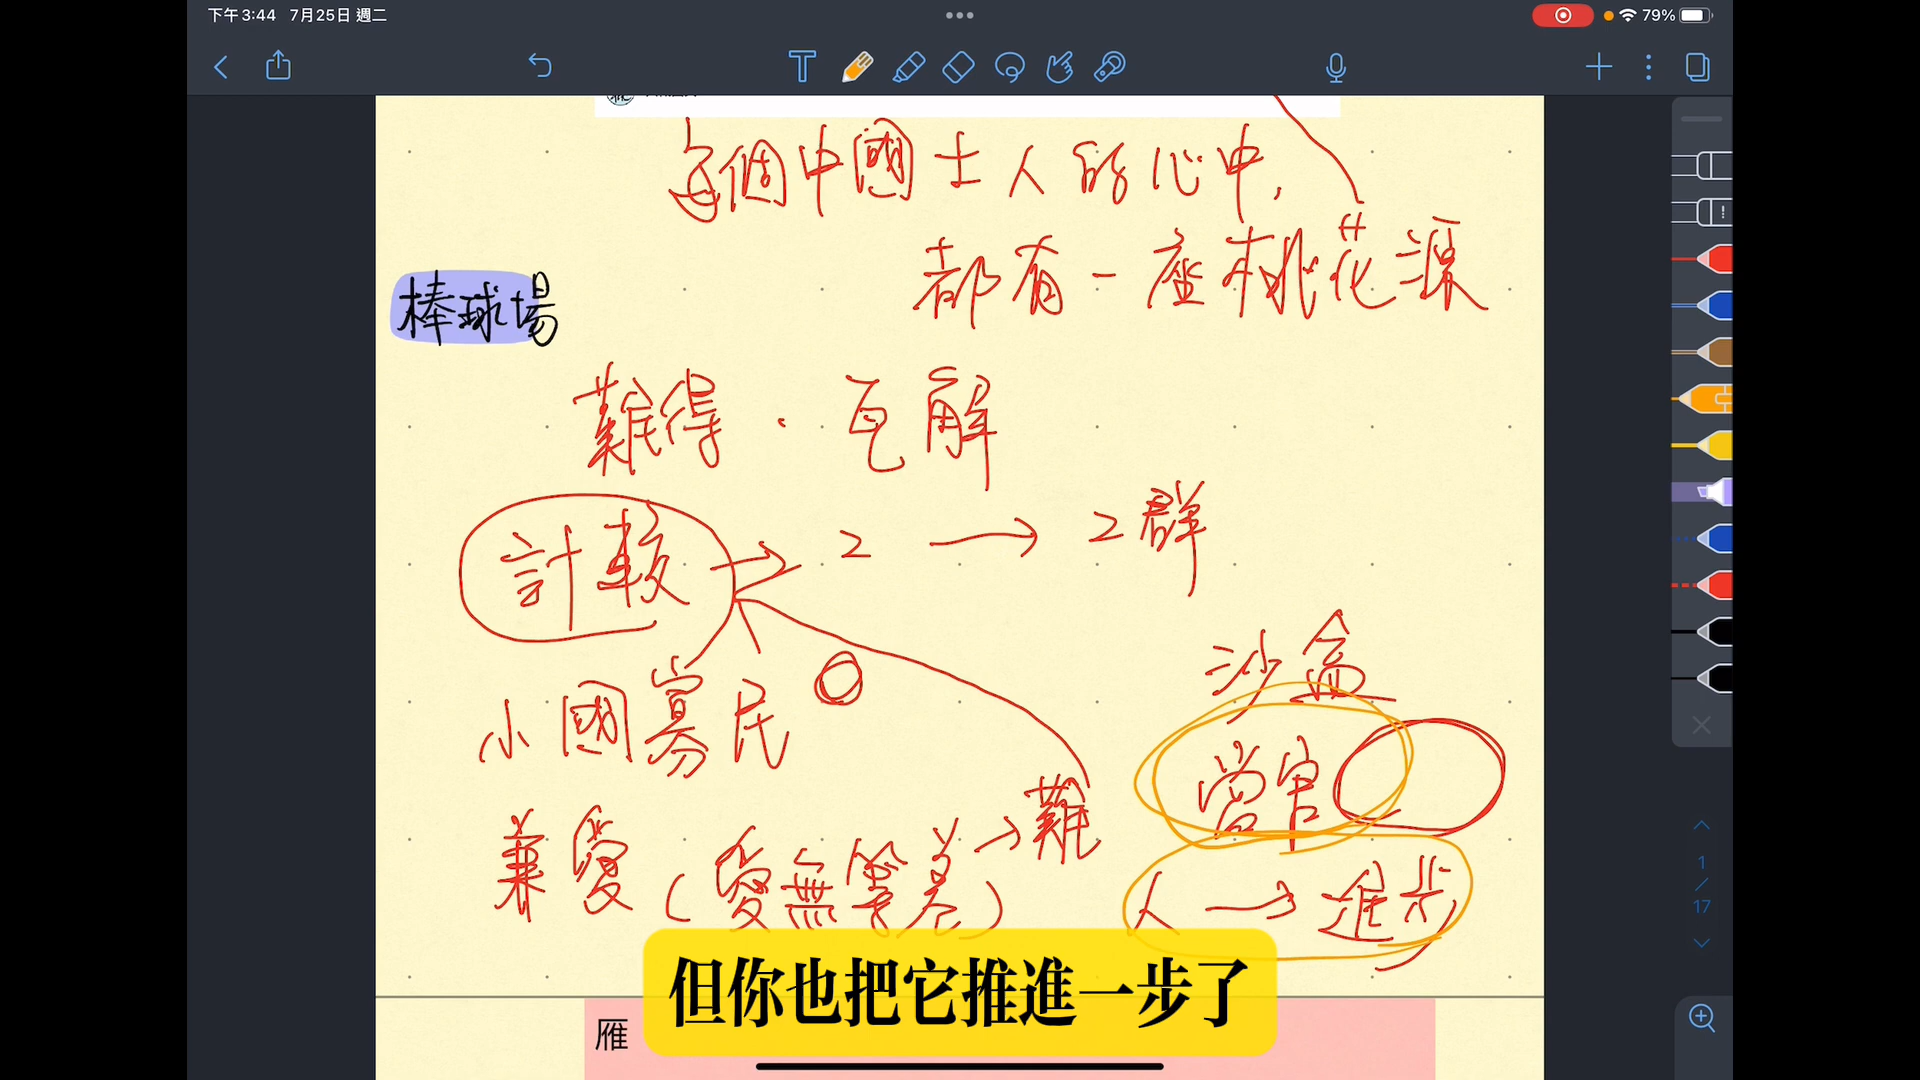 下午3:44 7月25日 週二
79%
每個中國士人的心中,
都有一座桃花源
棒球場
難得·瓦解
計較 → 2 → 2群
沙盒
小國寡民
當官
兼愛(愛無等差)→難
人→進步
1
/
17
但你也把它推進一步了
雁